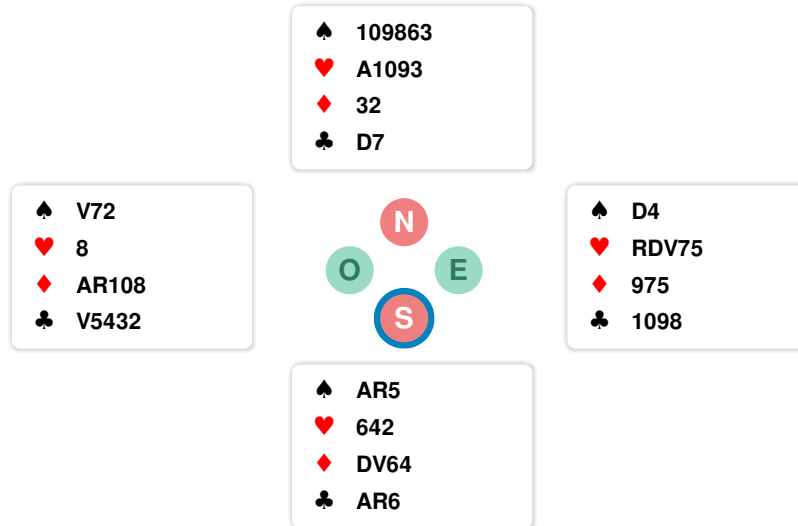 ♠ 109863
♥ A1093
♦ 32
♣ D7
♠ V72
♥ 8
♦ AR108
♣ V5432
N
O E
S
♠ D4
♥ RDV75
♦ 975
♣ 1098
♠ AR5
♥ 642
♦ DV64
♣ AR6